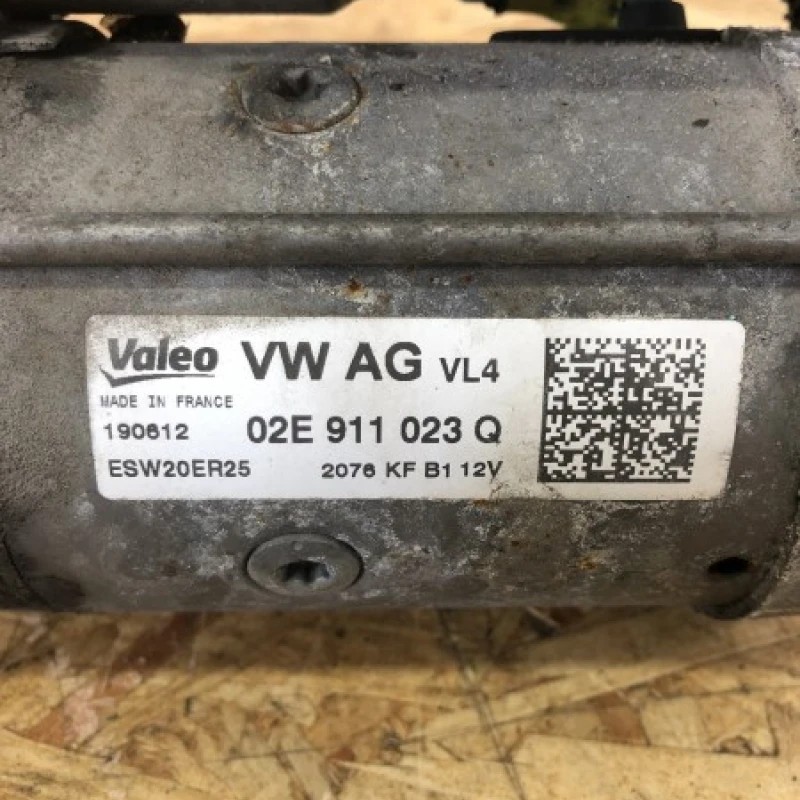 Valeo VW AG VL4
MADE IN FRANCE
190612 02E 911 023 Q
ESW20ER25 2076 KF B1 12V